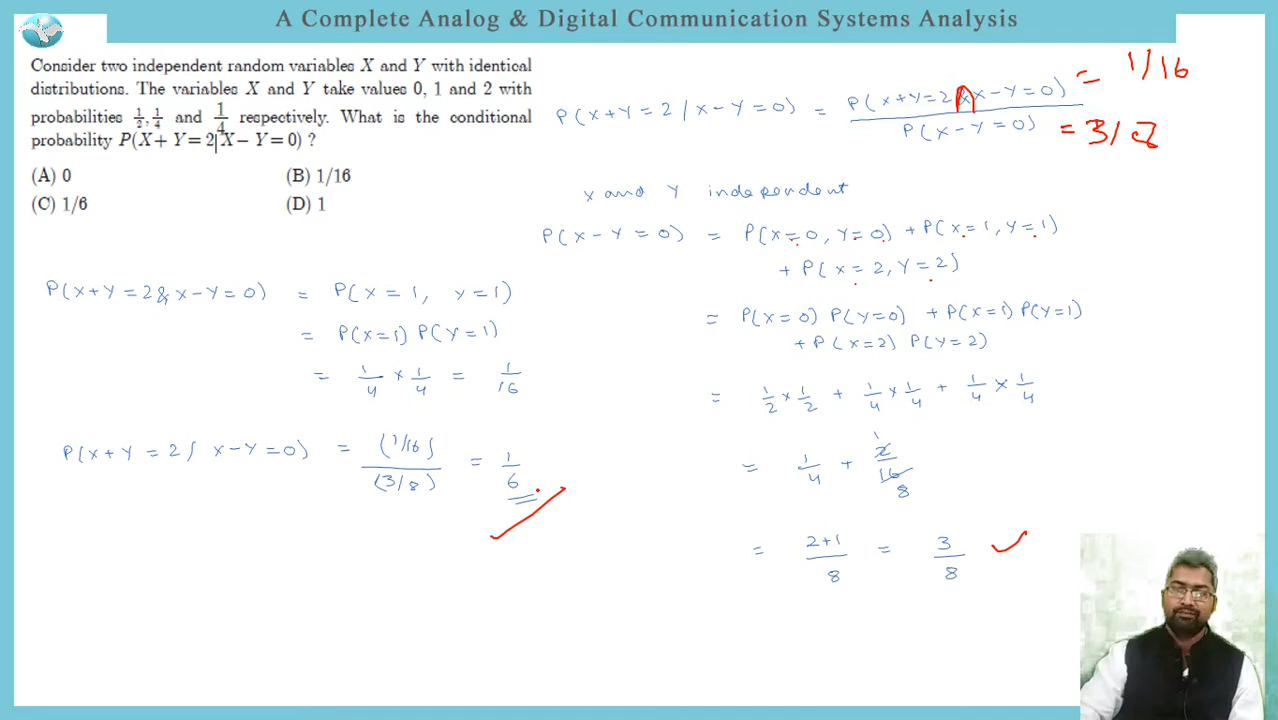 A Complete Analog & Digital Communication Systems Analysis
Consider two independent random variables X and Y with identical
distributions. The variables X and Y take values 0, 1 and 2 with
probabilities 1/2, 1/4 and 1/4 respectively. What is the conditional
probability P(X + Y = 2|X − Y = 0) ?
(A) 0
(B) 1/16
(C) 1/6
(D) 1
P(X+Y=2 / X-Y=0) = P(X+Y=2 ∩ X-Y=0) / P(X-Y=0)
= 1/16
= 3/8
X and Y independent
P(X-Y=0) = P(X=0, Y=0) + P(X=1, Y=1)
+ P(X=2, Y=2)
= P(X=0) P(Y=0) + P(X=1) P(Y=1)
+ P(X=2) P(Y=2)
= 1/2 × 1/2 + 1/4 × 1/4 + 1/4 × 1/4
= 1/4 + 2/16 1 8
= 2+1/8 = 3/8
P(X+Y=2 & X-Y=0) = P(X=1, Y=1)
= P(X=1) P(Y=1)
= 1/4 × 1/4 = 1/16
P(X+Y=2 / X-Y=0) = (1/16)/(3/8) = 1/6